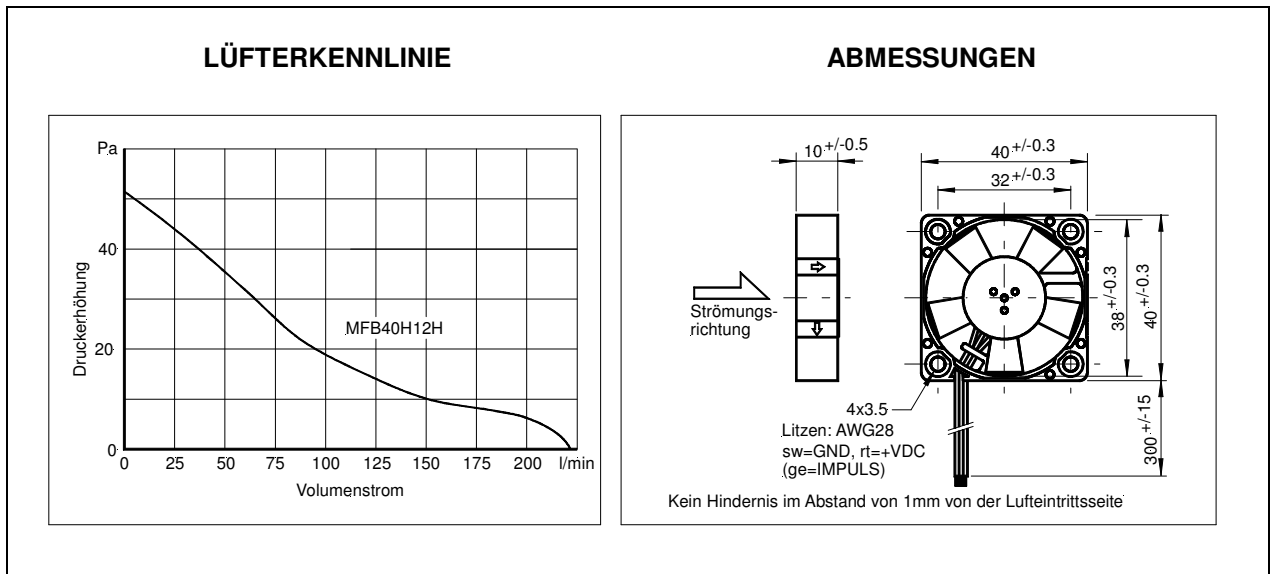 LÜFTERKENNLINIE
Pa
40
20
0
Druckerhöhung
MFB40H12H
0 25 50 75 100 125 150 175 200 l/min
Volumenstrom
ABMESSUNGEN
10 +/-0.5
40 +/-0.3
32 +/-0.3
38 +/-0.3
40 +/-0.3
300 +/-15
Strömungs-
richtung
4x3.5
Litzen: AWG28
sw=GND, rt=+VDC
(ge=IMPULS)
Kein Hindernis im Abstand von 1mm von der Lufteintrittsseite